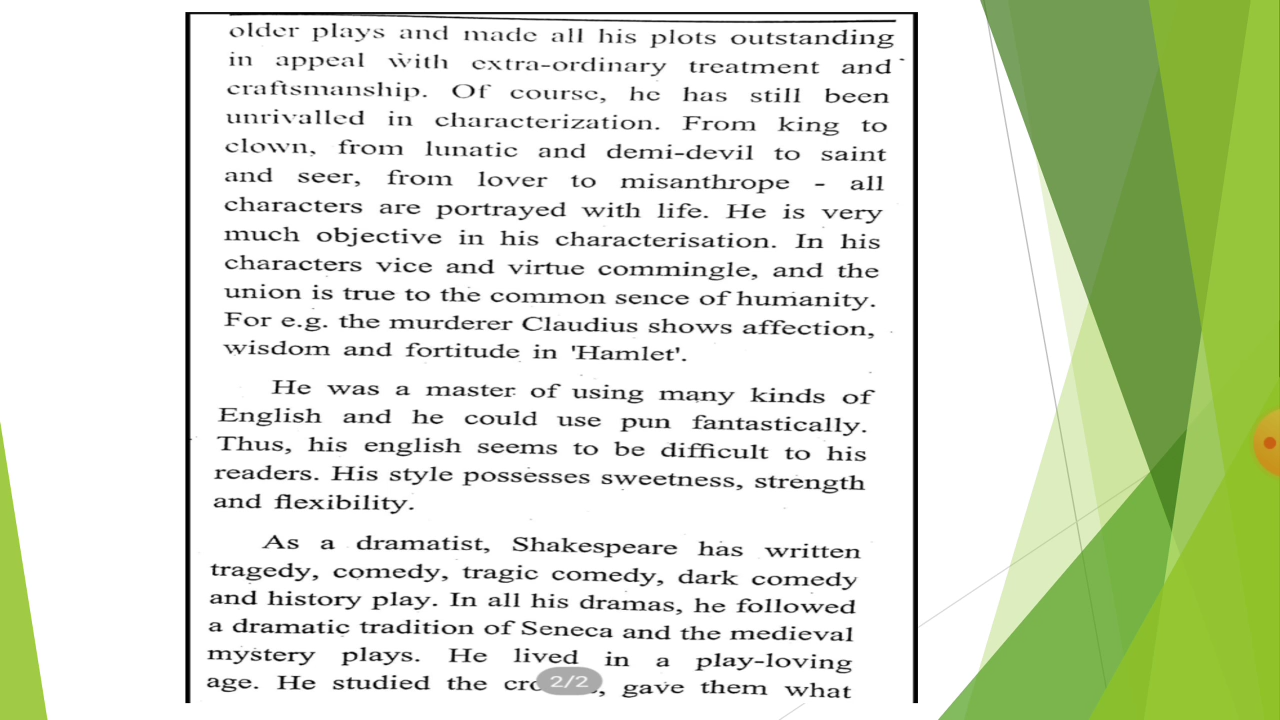 older plays and made all his plots outstanding
in appeal with extra-ordinary treatment and
craftsmanship. Of course, he has still been
unrivalled in characterization. From king to
clown, from lunatic and demi-devil to saint
and seer, from lover to misanthrope - all
characters are portrayed with life. He is very
much objective in his characterisation. In his
characters vice and virtue commingle, and the
union is true to the common sence of humanity.
For e.g. the murderer Claudius shows affection,
wisdom and fortitude in 'Hamlet'.
He was a master of using many kinds of
English and he could use pun fantastically.
Thus, his english seems to be difficult to his
readers. His style possesses sweetness, strength
and flexibility.
As a dramatist, Shakespeare has written
tragedy, comedy, tragic comedy, dark comedy
and history play. In all his dramas, he followed
a dramatic tradition of Seneca and the medieval
mystery plays. He lived in a play-loving
age. He studied the gave them what
2/2